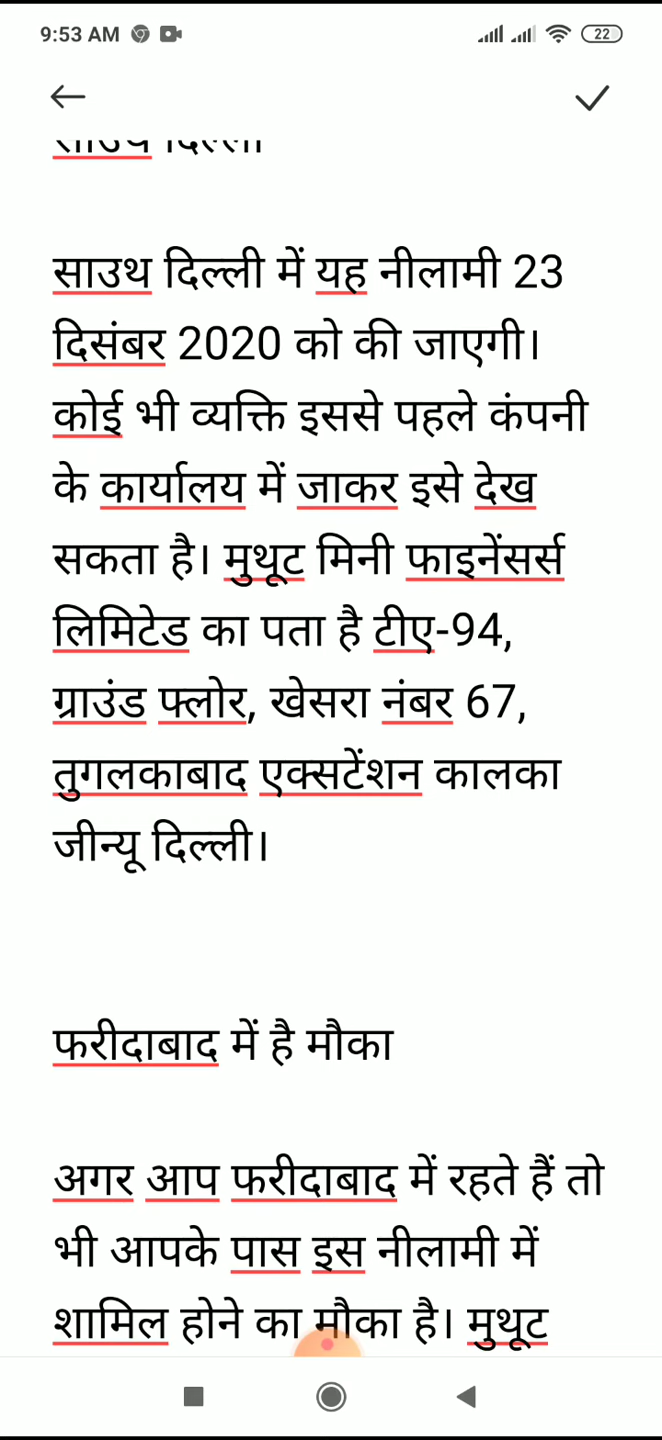 9:53 AM
22
साउथ दिल्ली
साउथ दिल्ली में यह नीलामी 23
दिसंबर 2020 को की जाएगी।
कोई भी व्यक्ति इससे पहले कंपनी
के कार्यालय में जाकर इसे देख
सकता है। मुथूट मिनी फाइनेंसर्स
लिमिटेड का पता है टीए-94,
ग्राउंड फ्लोर, खेसरा नंबर 67,
तुगलकाबाद एक्सटेंशन कालका
जीन्यू दिल्ली।
फरीदाबाद में है मौका
अगर आप फरीदाबाद में रहते हैं तो
भी आपके पास इस नीलामी में
शामिल होने का मौका है। मुथूट